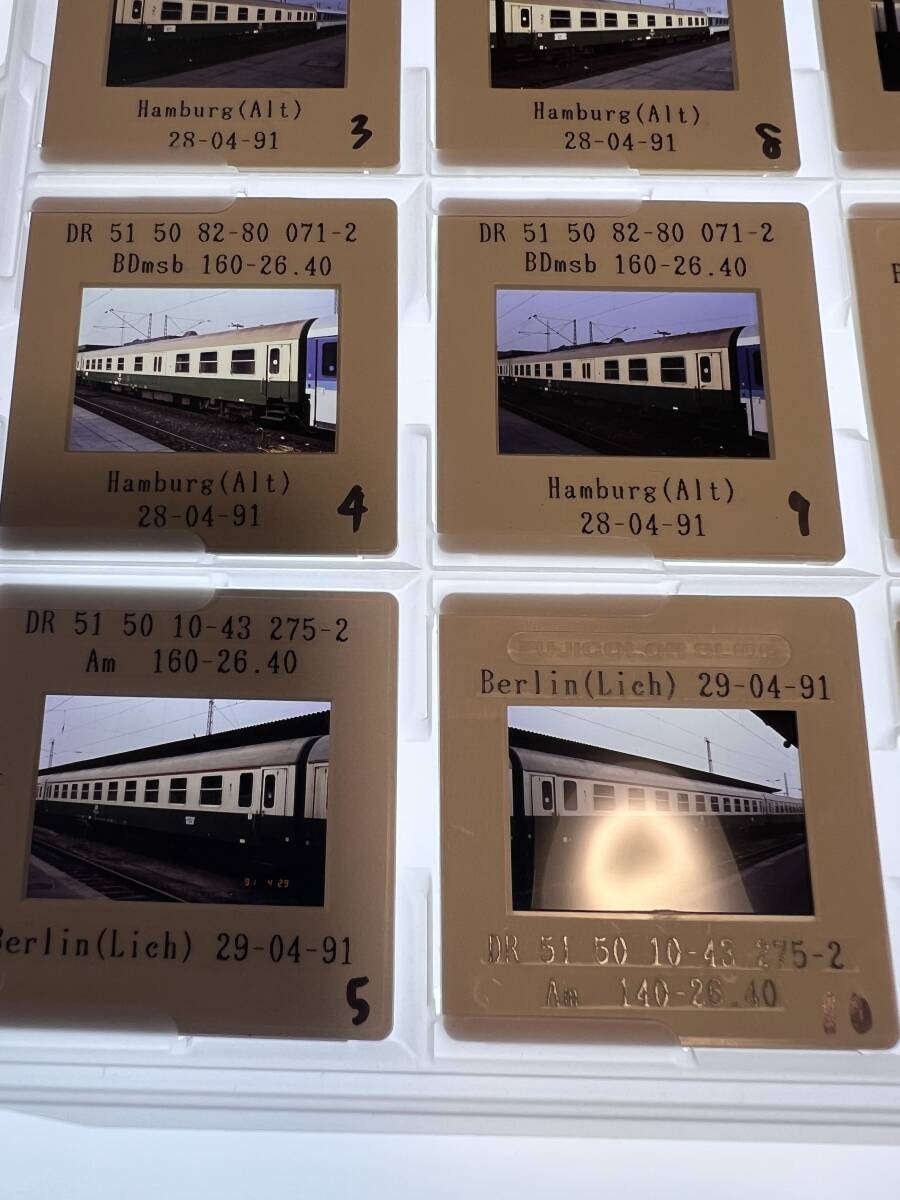 Hamburg(Alt)
28-04-91
3
Hamburg(Alt)
28-04-91
8
DR 51 50 82-80 071-2
BDmsb 160-26.40
Hamburg(Alt)
28-04-91
4
DR 51 50 82-80 071-2
BDmsb 160-26.40
Hamburg(Alt)
28-04-91
9
DR 51 50 10-43 275-2
Am 160-26.40
91 4 29
Berlin(Lich) 29-04-91
5
FUJICOLOR SLIDE
Berlin(Lich) 29-04-91
DR 51 50 10-43 275-2
Am 140-26.40
10